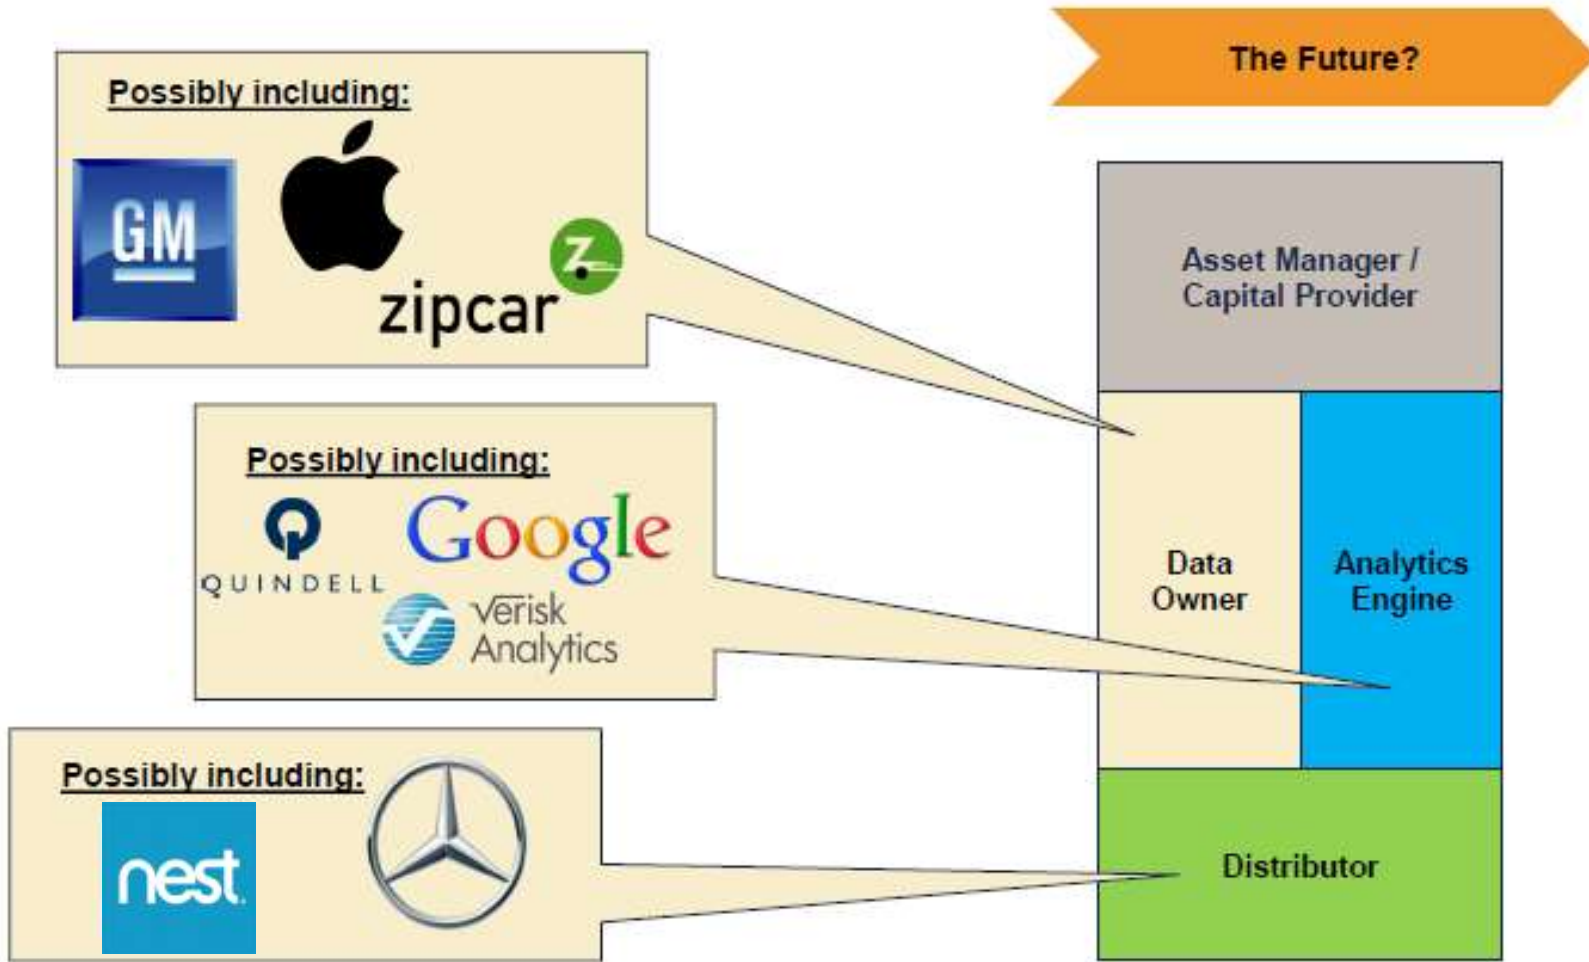 The Future?
Possibly including:
GM
zipcar
Z
Possibly including:
QUINDELL
Google
Verisk
Analytics
Possibly including:
nest
Asset Manager /
Capital Provider
Data
Owner
Analytics
Engine
Distributor